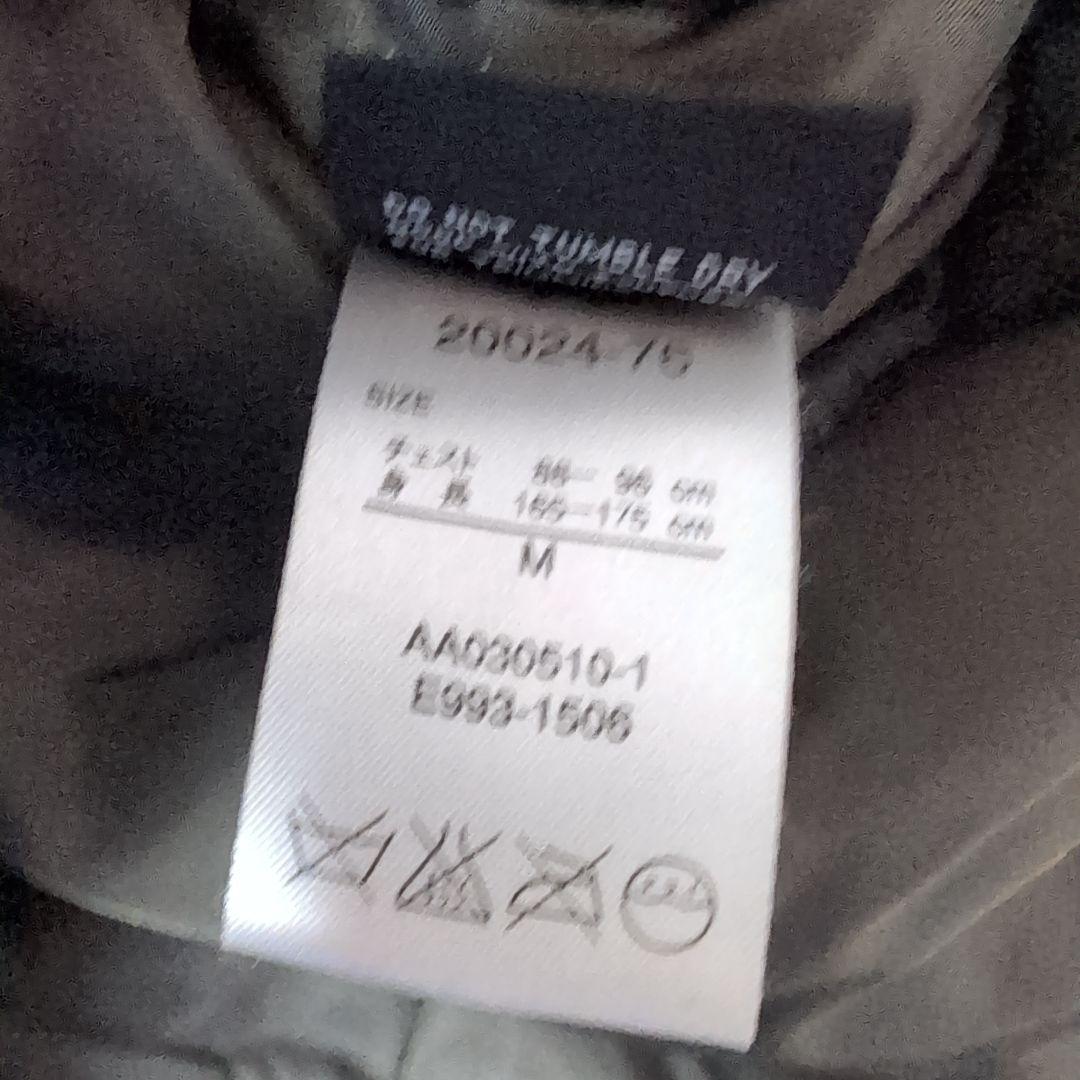 DO NOT TUMBLE DRY
20024-75
SIZE
チェスト 88－ 96 cm
身 長 165－175 cm
M
AA030510-1
E993-1506